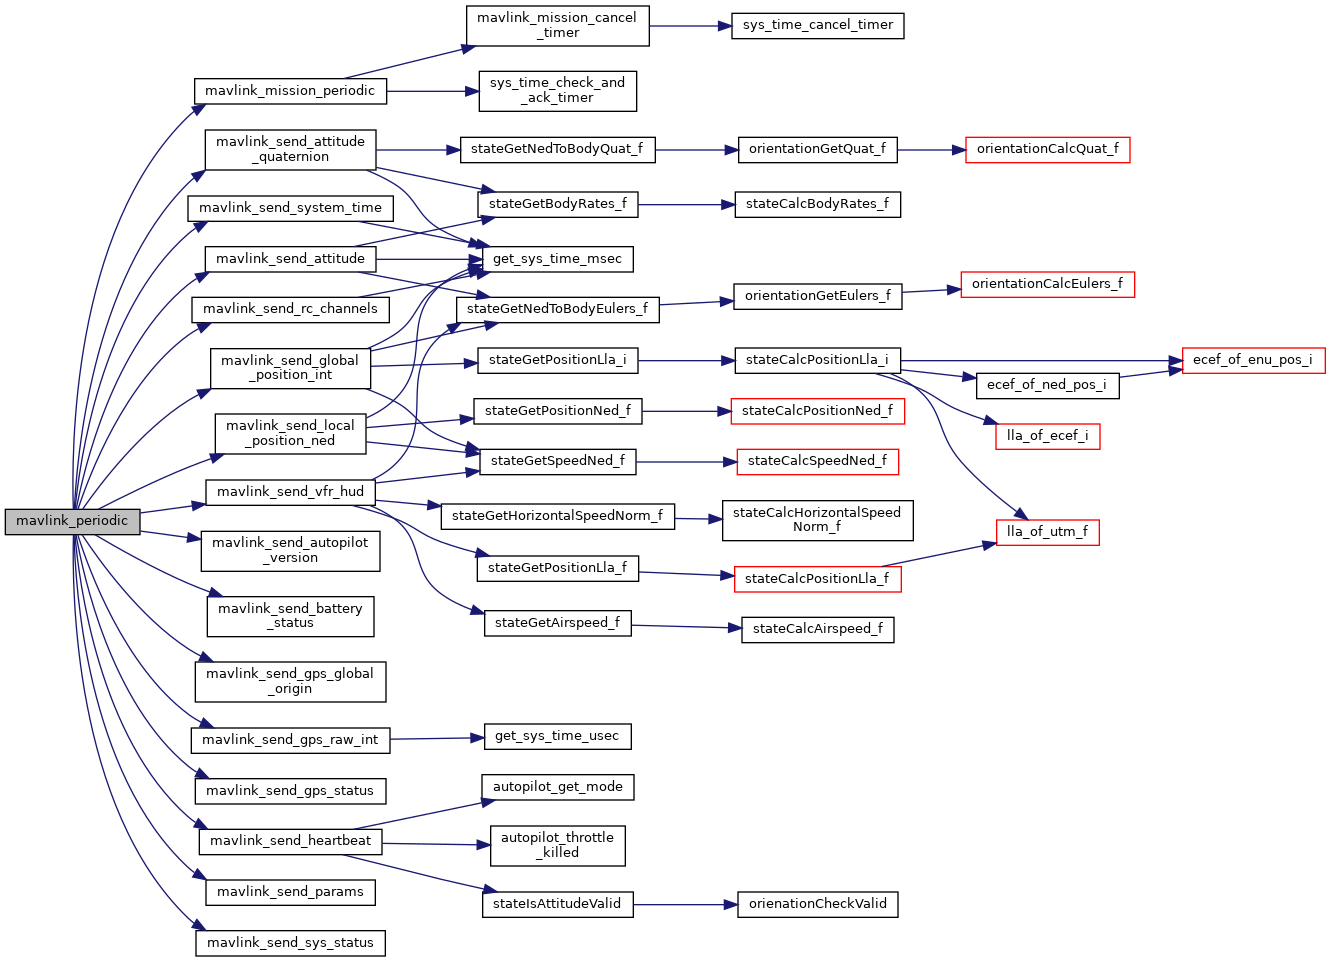 mavlink_mission_cancel
_timer
sys_time_cancel_timer
mavlink_mission_periodic
sys_time_check_and
_ack_timer
mavlink_send_attitude
_quaternion
stateGetNedToBodyQuat_f
orientationGetQuat_f
orientationCalcQuat_f
mavlink_send_system_time
stateGetBodyRates_f
stateCalcBodyRates_f
mavlink_send_attitude
get_sys_time_msec
mavlink_send_rc_channels
stateGetNedToBodyEulers_f
orientationGetEulers_f
orientationCalcEulers_f
mavlink_send_global
_position_int
stateGetPositionLla_i
stateCalcPositionLla_i
ecef_of_enu_pos_i
ecef_of_ned_pos_i
mavlink_send_local
_position_ned
stateGetPositionNed_f
stateCalcPositionNed_f
lla_of_ecef_i
stateGetSpeedNed_f
stateCalcSpeedNed_f
mavlink_send_vfr_hud
mavlink_periodic
stateGetHorizontalSpeedNorm_f
stateCalcHorizontalSpeed
Norm_f
lla_of_utm_f
mavlink_send_autopilot
_version
stateGetPositionLla_f
stateCalcPositionLla_f
mavlink_send_battery
_status
stateGetAirspeed_f
stateCalcAirspeed_f
mavlink_send_gps_global
_origin
mavlink_send_gps_raw_int
get_sys_time_usec
mavlink_send_gps_status
autopilot_get_mode
mavlink_send_heartbeat
autopilot_throttle
_killed
mavlink_send_params
stateIsAttitudeValid
orienationCheckValid
mavlink_send_sys_status